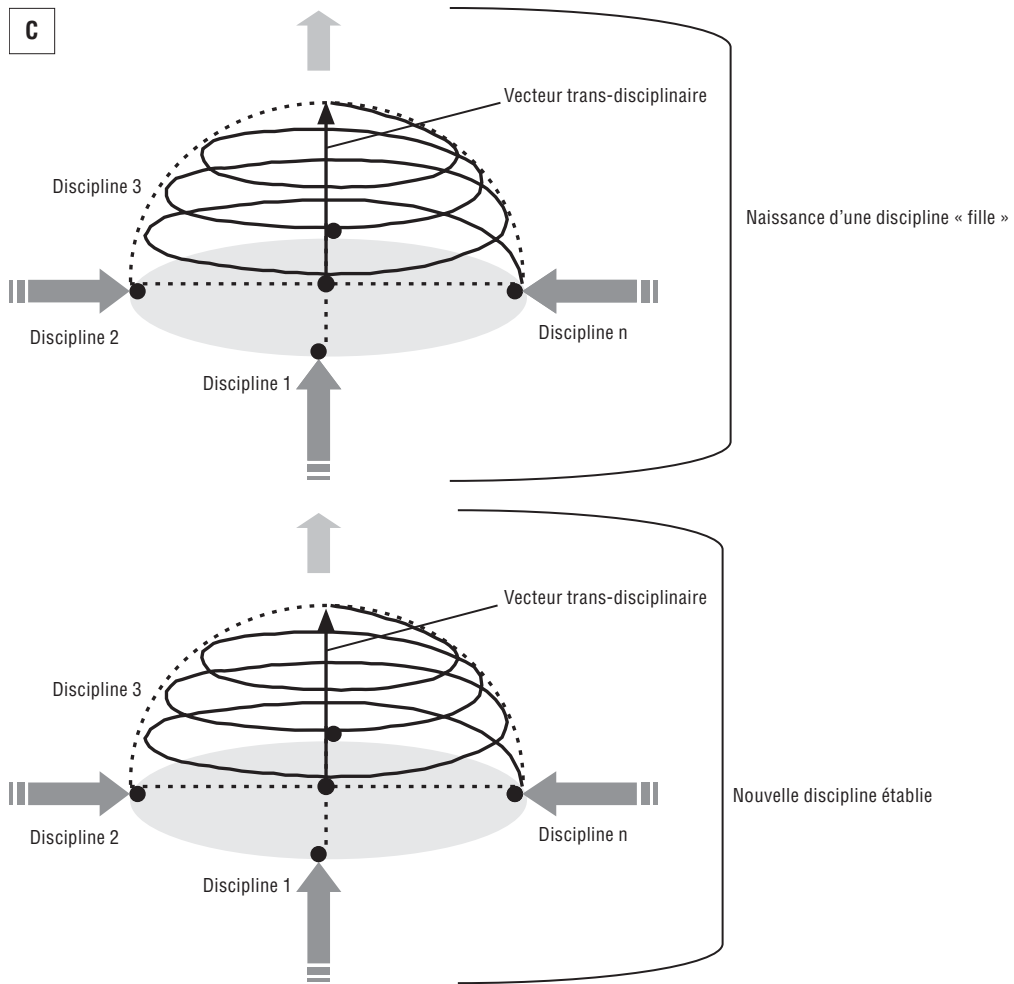 C
Vecteur trans-disciplinaire
Discipline 3
Naissance d'une discipline « fille »
Discipline 2
Discipline n
Discipline 1
Vecteur trans-disciplinaire
Discipline 3
Nouvelle discipline établie
Discipline 2
Discipline n
Discipline 1